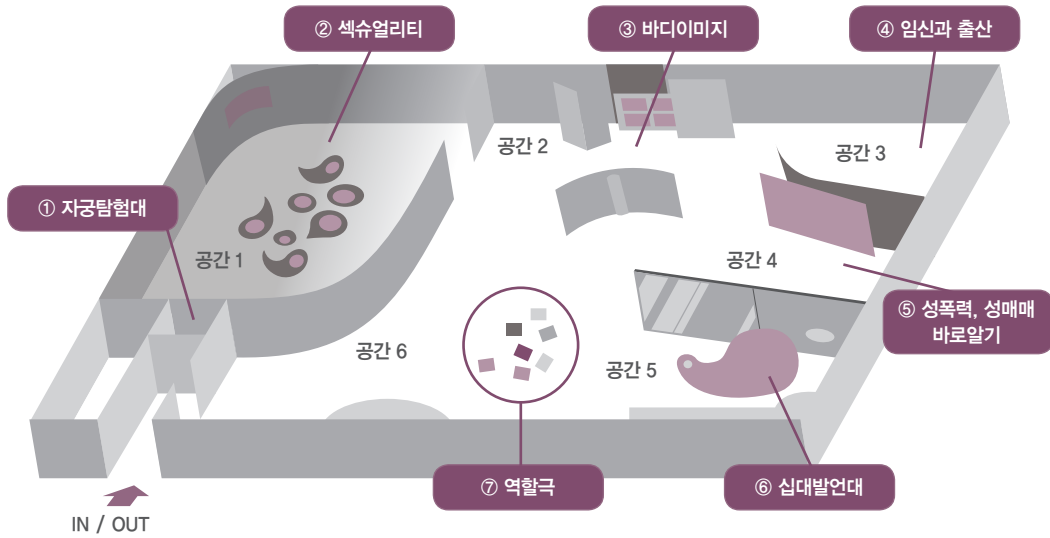 ② 섹슈얼리티
③ 바디이미지
④ 임신과 출산
공간 2
공간 3
① 자궁탐험대
공간 1
공간 4
⑤ 성폭력, 성매매
바로알기
공간 6
공간 5
⑦ 역할극
⑥ 십대발언대
IN / OUT